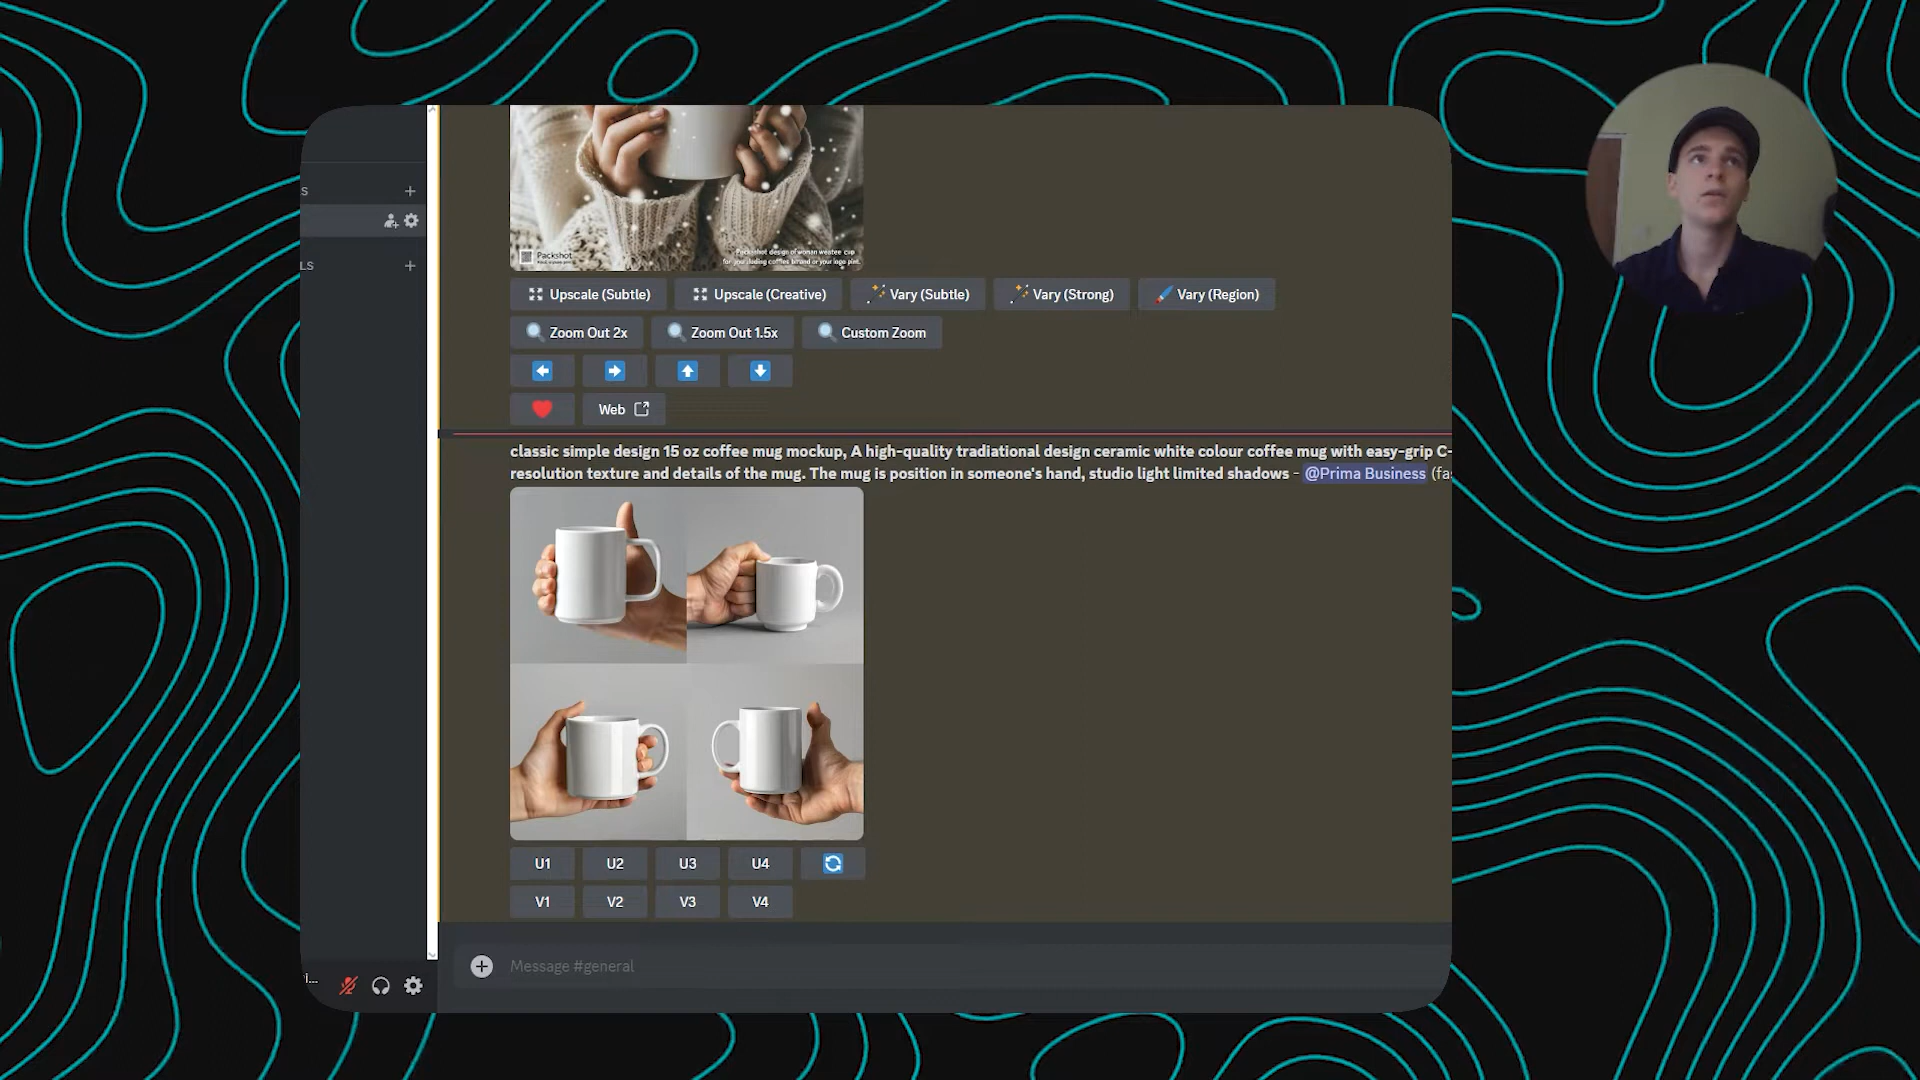 S
LS
Packshot
Upscale (Subtle) Upscale (Creative) Vary (Subtle) Vary (Strong) Vary (Region)
Zoom Out 2x Zoom Out 1.5x Custom Zoom
Web
classic simple design 15 oz coffee mug mockup, A high-quality tradiational design ceramic white colour coffee mug with easy-grip C-
resolution texture and details of the mug. The mug is position in someone's hand, studio light limited shadows - @Prima Business (fa
U1 U2 U3 U4
V1 V2 V3 V4
i...
Message #general